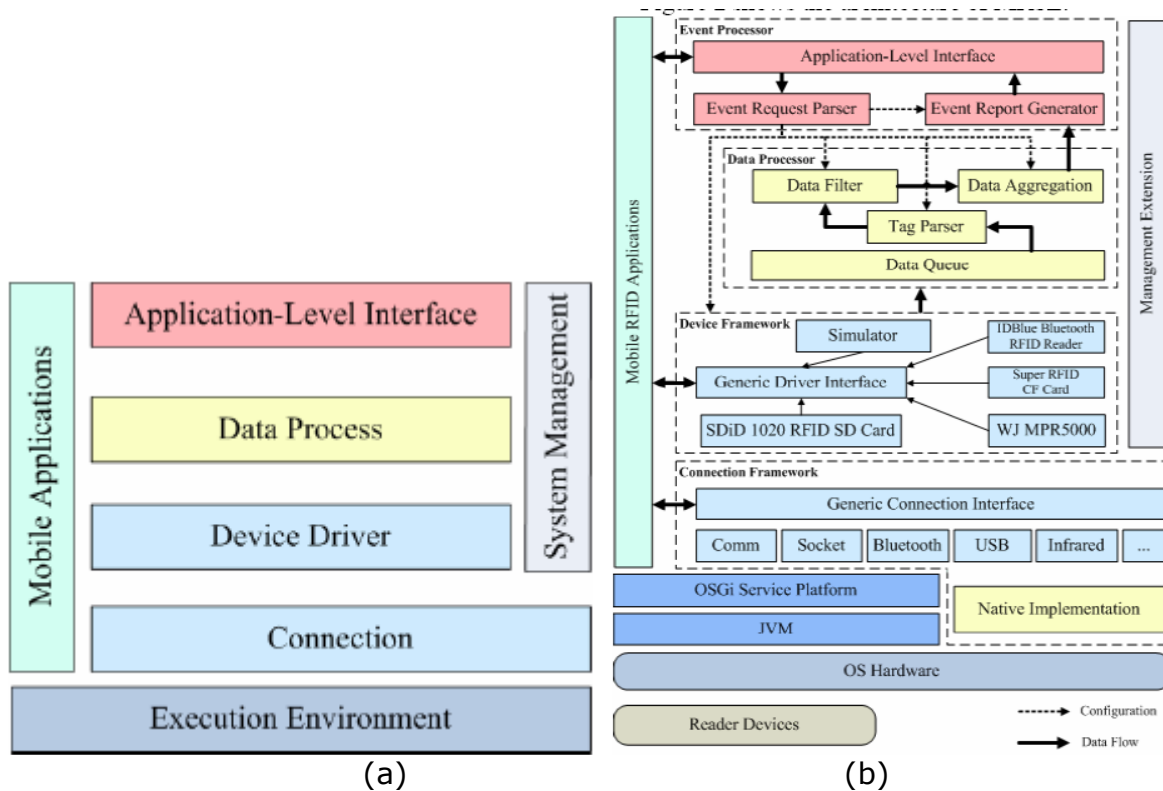 Application-Level Interface
Data Process
Device Driver
Connection
Execution Environment
Mobile Applications
System Management
(a)
Event Processor
Application-Level Interface
Event Request Parser
Event Report Generator
Data Processor
Data Filter
Data Aggregation
Tag Parser
Data Queue
Device Framework
Simulator
IDBlue Bluetooth
RFID Reader
Generic Driver Interface
Super RFID
CF Card
SDiD 1020 RFID SD Card
WJ MPR5000
Connection Framework
Generic Connection Interface
Comm
Socket
Bluetooth
USB
Infrared
...
Mobile RFID Applications
Management Extension
OSGi Service Platform
JVM
Native Implementation
OS Hardware
Reader Devices
Configuration
Data Flow
(b)